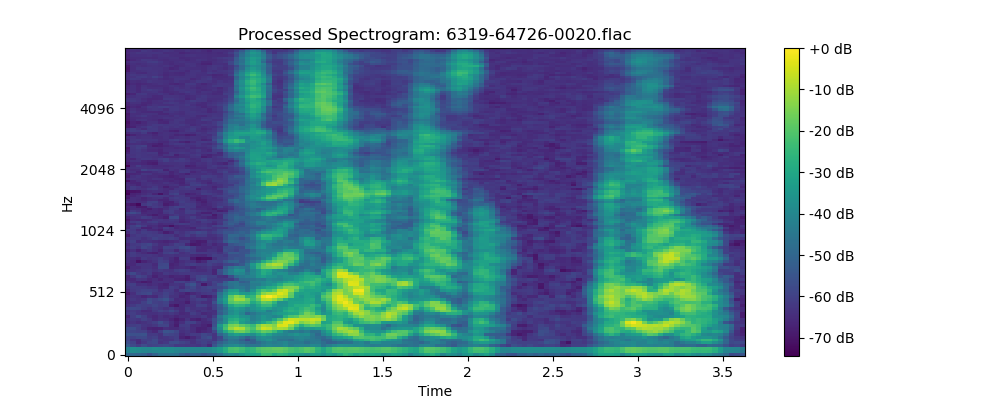 Processed Spectrogram: 6319-64726-0020.flac
Hz
4096
2048
1024
512
0
0
0.5
1
1.5
2
2.5
3
3.5
Time
+0 dB
-10 dB
-20 dB
-30 dB
-40 dB
-50 dB
-60 dB
-70 dB